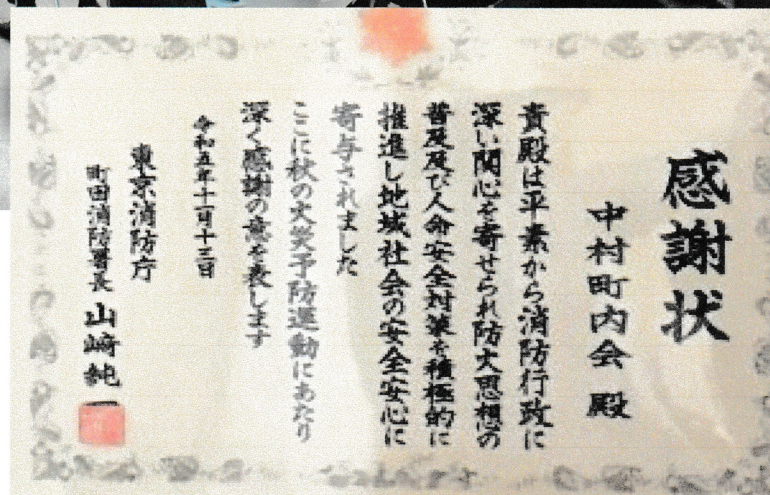 感謝状
中村町内会 殿
貴殿は平素から消防行政に
深い関心を寄せられ防火思想の
普及及び人命安全対策を積極的に
推進し地域社会の安全安心に
寄与されました
ここに秋の火災予防運動にあたり
深く感謝の意を表します
令和五年十一月十三日
東京消防庁
町田消防署長 山崎純一